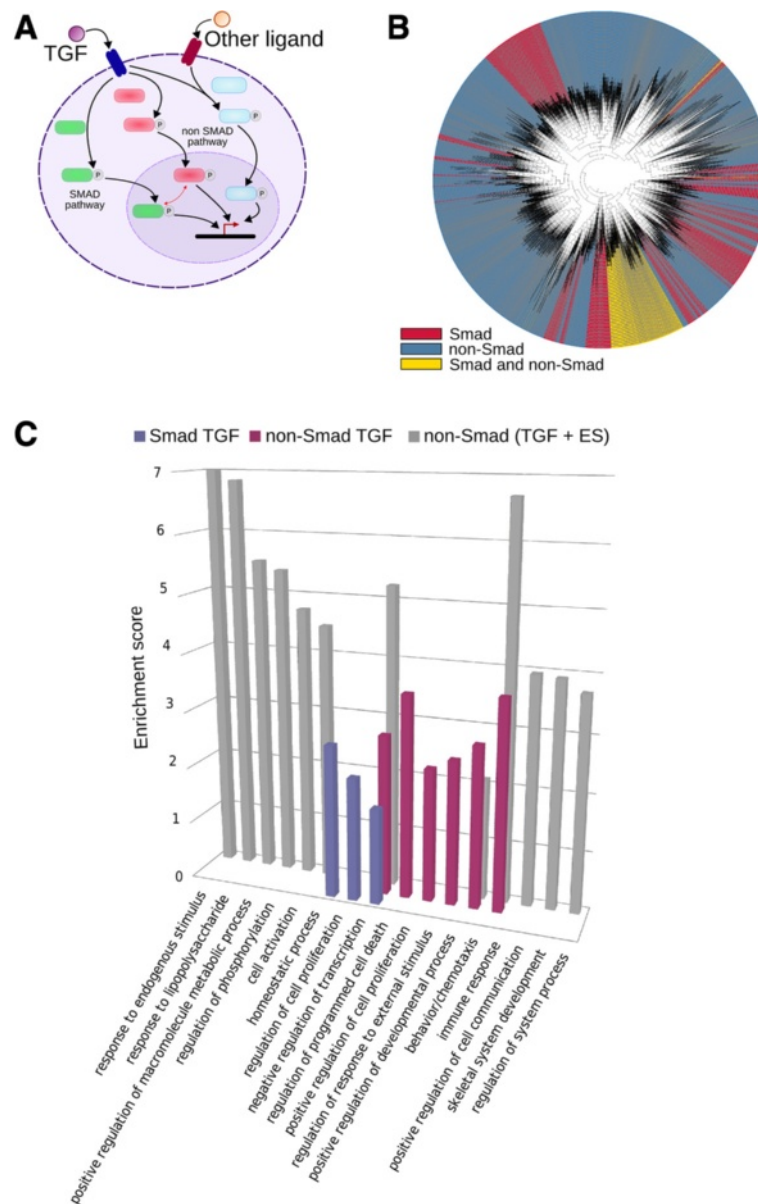 A
TGF
Other ligand
P
P
non SMAD
pathway
P
P
SMAD
pathway
P
P
P
B
Smad
non-Smad
Smad and non-Smad
C
Smad TGF
non-Smad TGF
non-Smad (TGF + ES)
Enrichment score
7
6
5
4
3
2
1
0
response to endogenous stimulus
response to lipopolysaccharide
positive regulation of macromolecule metabolic process
regulation of phosphorylation
cell activation
homeostatic process
regulation of cell proliferation
negative regulation of transcription
regulation of programmed cell death
positive regulation of cell proliferation
regulation of response to external stimulus
positive regulation of developmental process
behavior/chemotaxis
immune response
positive regulation of cell communication
skeletal system development
regulation of system process